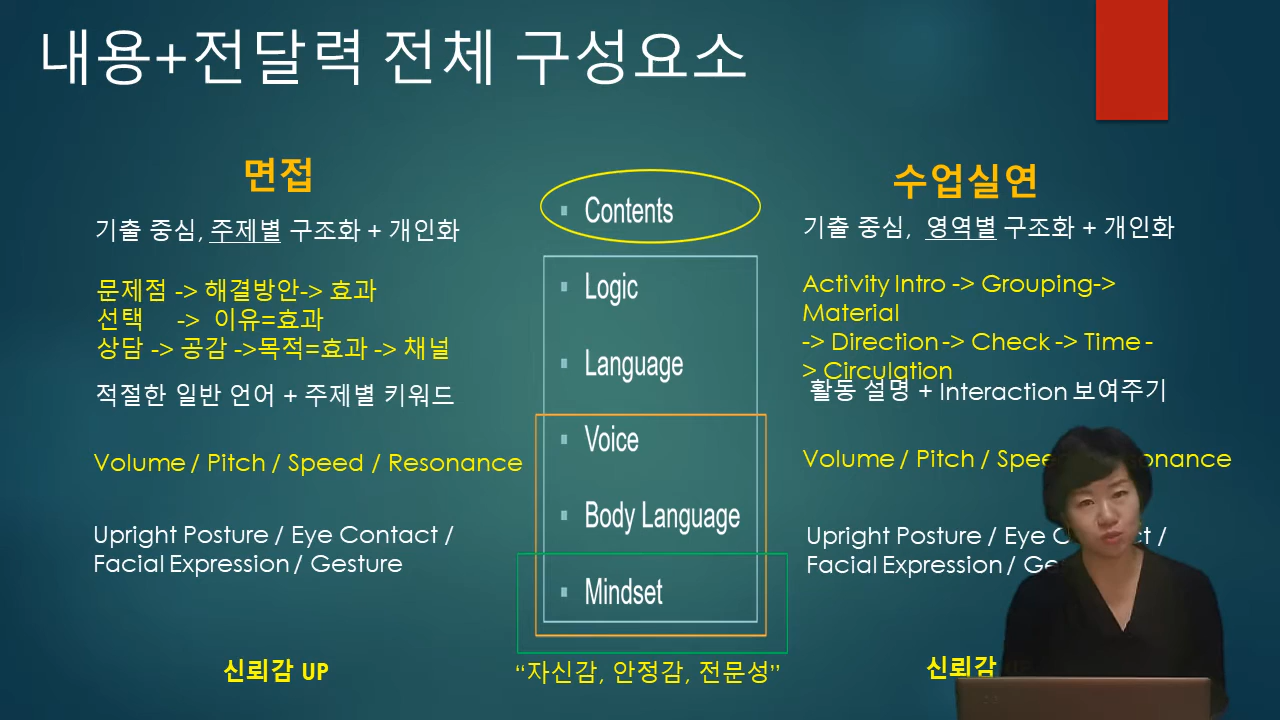 내용+전달력 전체 구성요소
면접
기출 중심, 주제별 구조화 + 개인화
문제점 -> 해결방안-> 효과
선택 -> 이유=효과
상담 -> 공감 ->목적=효과 -> 채널
적절한 일반 언어 + 주제별 키워드
Volume / Pitch / Speed / Resonance
Upright Posture / Eye Contact /
Facial Expression / Gesture
신뢰감 UP
Contents
Logic
Language
Voice
Body Language
Mindset
“자신감, 안정감, 전문성”
수업실연
기출 중심, 영역별 구조화 + 개인화
Activity Intro -> Grouping->
Material
-> Direction -> Check -> Time -
> Circulation
활동 설명 + Interaction 보여주기
Volume / Pitch /
Upright Posture / Eye /
Facial Expression /
신뢰감